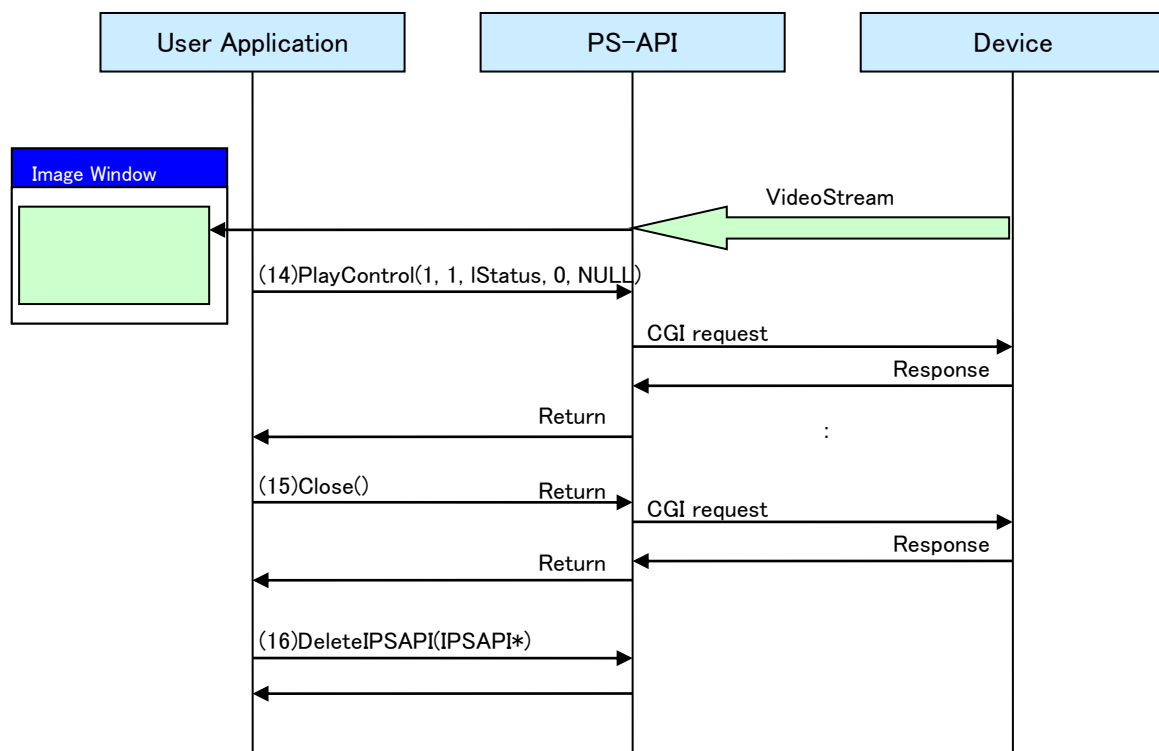 User Application
PS-API
Device
Image Window
VideoStream
(14)PlayControl(1, 1, lStatus, 0, NULL)
CGI request
Response
Return
:
(15)Close()
Return
CGI request
Response
Return
(16)DeleteIPSAPI(IPSAPI*)